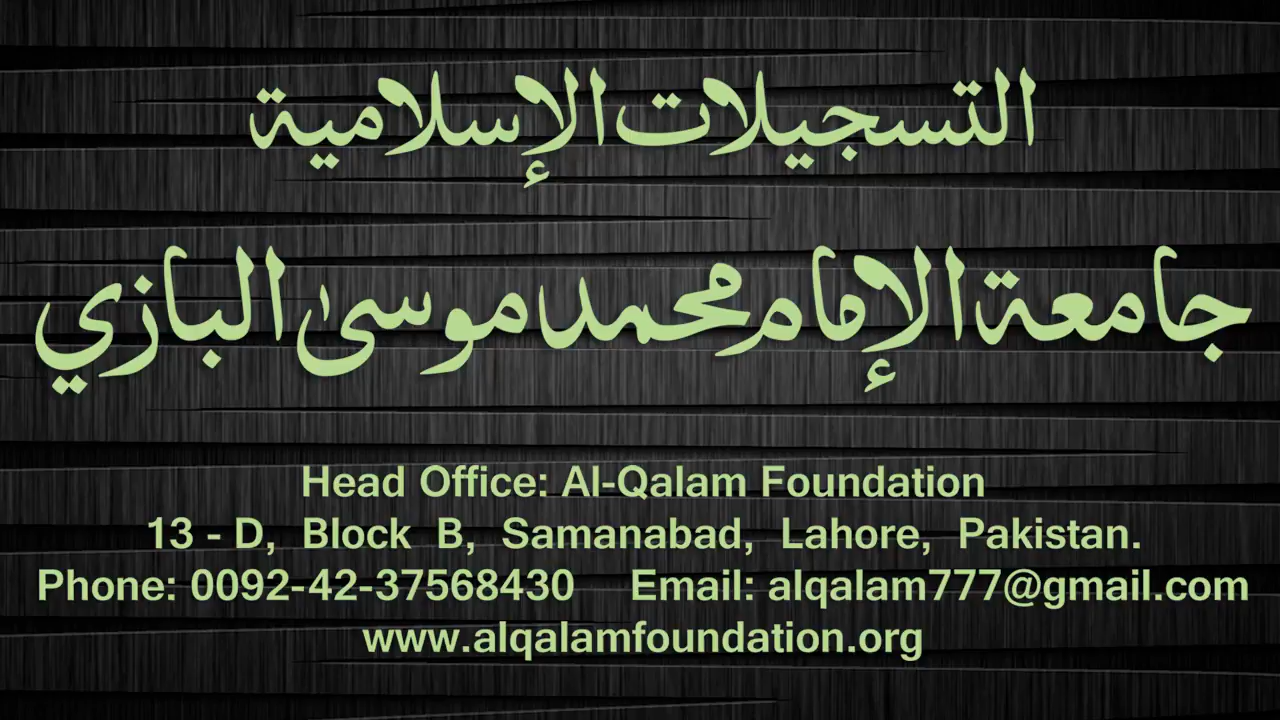 التسجيلات الإسلامية
جامعة الإمام محمد موسىٰ البازي
Head Office: Al-Qalam Foundation
13 - D, Block B, Samanabad, Lahore, Pakistan.
Phone: 0092-42-37568430 Email: alqalam777@gmail.com
www.alqalamfoundation.org